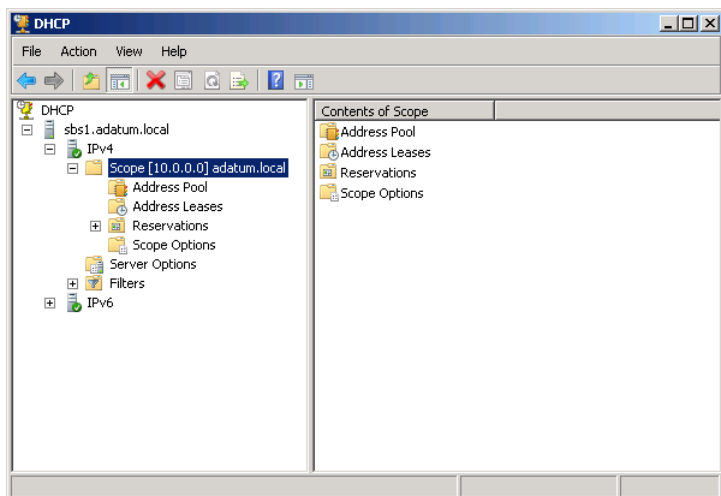 DHCP
File Action View Help
DHCP
sbs1.adatum.local
IPv4
Scope [10.0.0.0] adatum.local
Address Pool
Address Leases
Reservations
Scope Options
Server Options
Filters
IPv6
Contents of Scope
Address Pool
Address Leases
Reservations
Scope Options